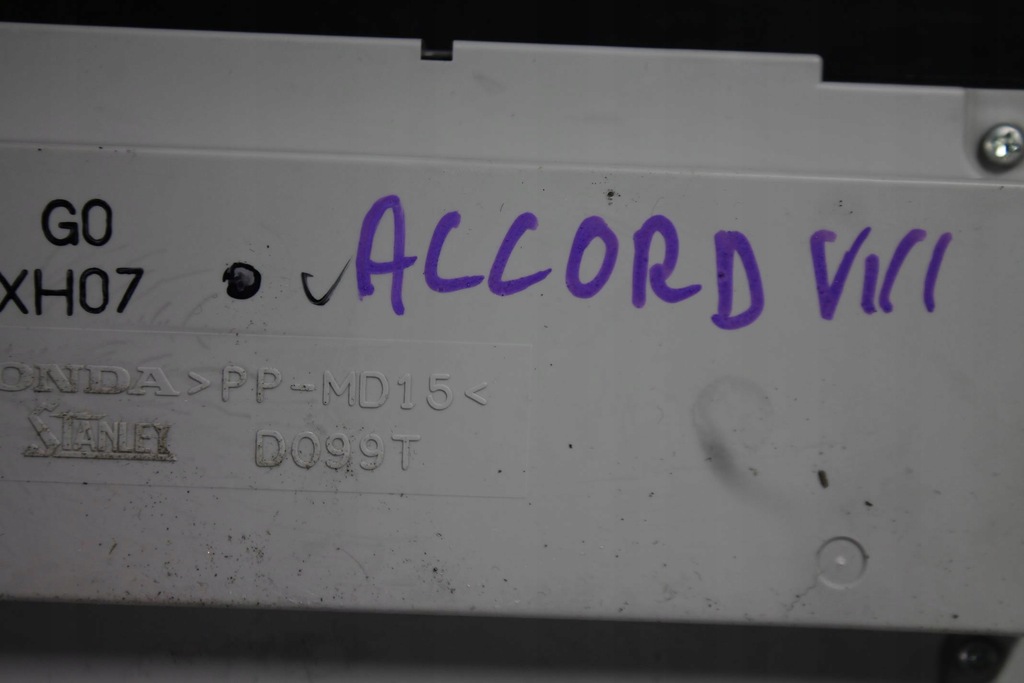 G0
XH07 ACCORD VIII
ONDA >PP-MD15<
STANLEY D099T